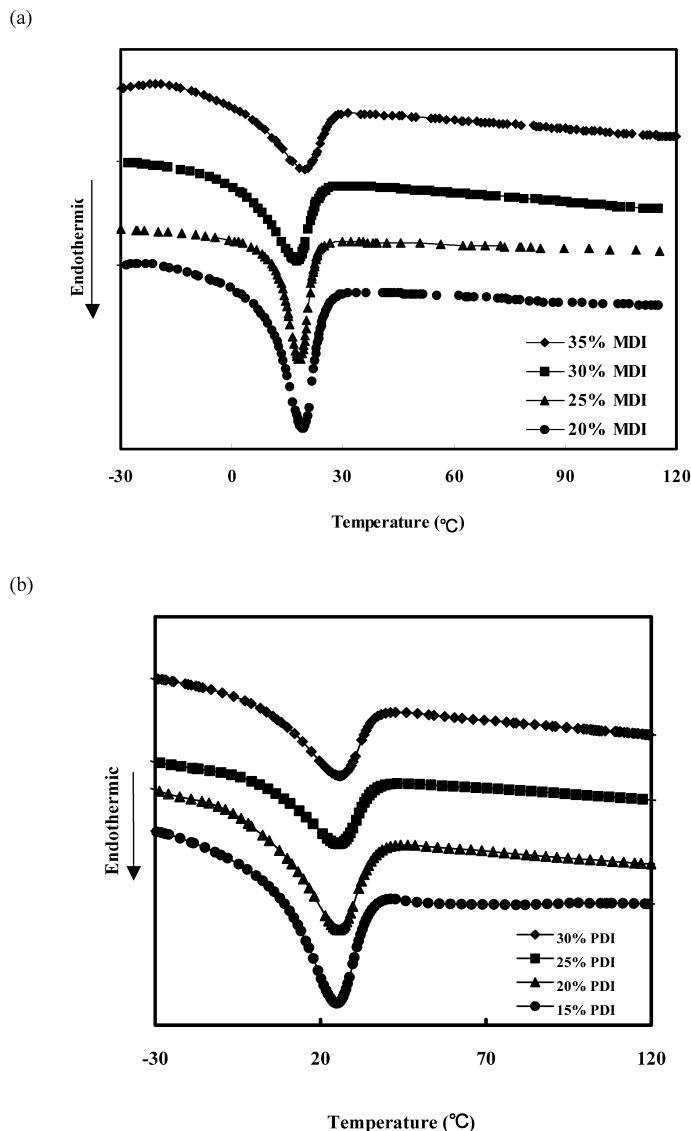 (a)
Endothermic
35% MDI
30% MDI
25% MDI
20% MDI
-30 0 30 60 90 120
Temperature (℃)
(b)
Endothermic
30% PDI
25% PDI
20% PDI
15% PDI
-30 20 70 120
Temperature (℃)